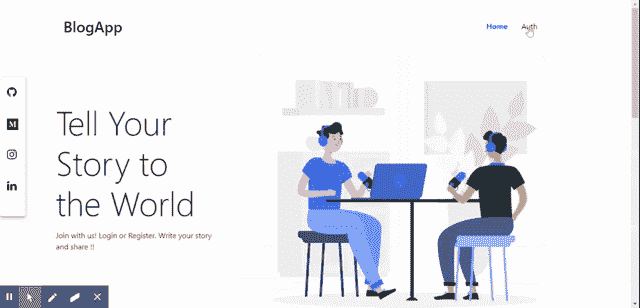 BlogApp
Home Auth
Tell Your
Story to
the World
Join with us! Login or Register. Write your story
and share !!